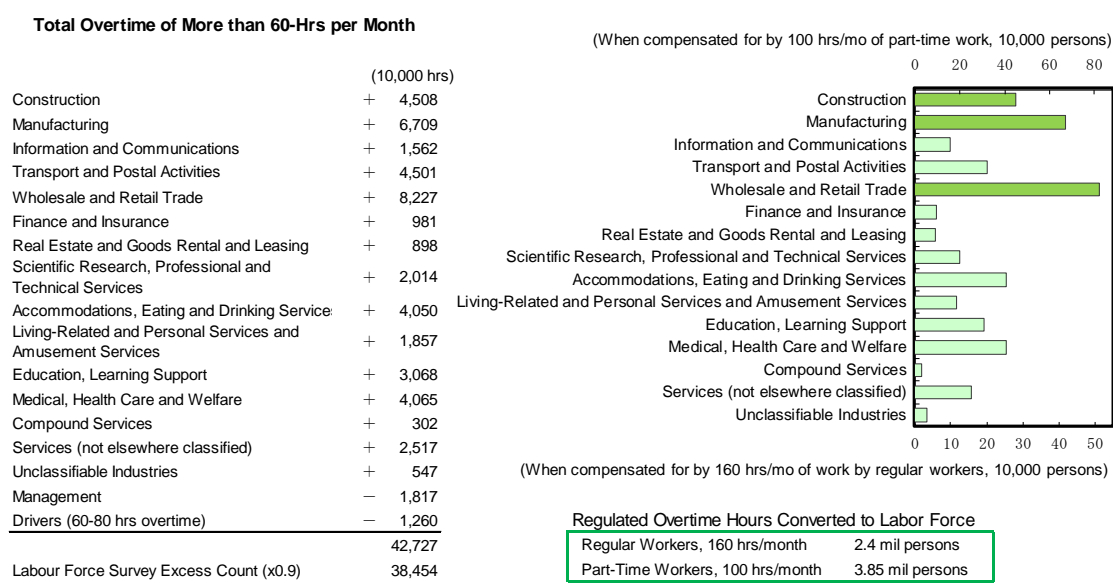 Total Overtime of More than 60-Hrs per Month
(10,000 hrs)
Construction + 4,508
Manufacturing + 6,709
Information and Communications + 1,562
Transport and Postal Activities + 4,501
Wholesale and Retail Trade + 8,227
Finance and Insurance + 981
Real Estate and Goods Rental and Leasing + 898
Scientific Research, Professional and
Technical Services + 2,014
Accommodations, Eating and Drinking Service + 4,050
Living-Related and Personal Services and
Amusement Services + 1,857
Education, Learning Support + 3,068
Medical, Health Care and Welfare + 4,065
Compound Services + 302
Services (not elsewhere classified) + 2,517
Unclassifiable Industries + 547
Management − 1,817
Drivers (60-80 hrs overtime) − 1,260
42,727
Labour Force Survey Excess Count (x0.9) 38,454
(When compensated for by 100 hrs/mo of part-time work, 10,000 persons)
0 20 40 60 80
Construction
Manufacturing
Information and Communications
Transport and Postal Activities
Wholesale and Retail Trade
Finance and Insurance
Real Estate and Goods Rental and Leasing
Scientific Research, Professional and Technical Services
Accommodations, Eating and Drinking Services
Living-Related and Personal Services and Amusement Services
Education, Learning Support
Medical, Health Care and Welfare
Compound Services
Services (not elsewhere classified)
Unclassifiable Industries
0 10 20 30 40 50
(When compensated for by 160 hrs/mo of work by regular workers, 10,000 persons)
Regulated Overtime Hours Converted to Labor Force
Regular Workers, 160 hrs/month 2.4 mil persons
Part-Time Workers, 100 hrs/month 3.85 mil persons